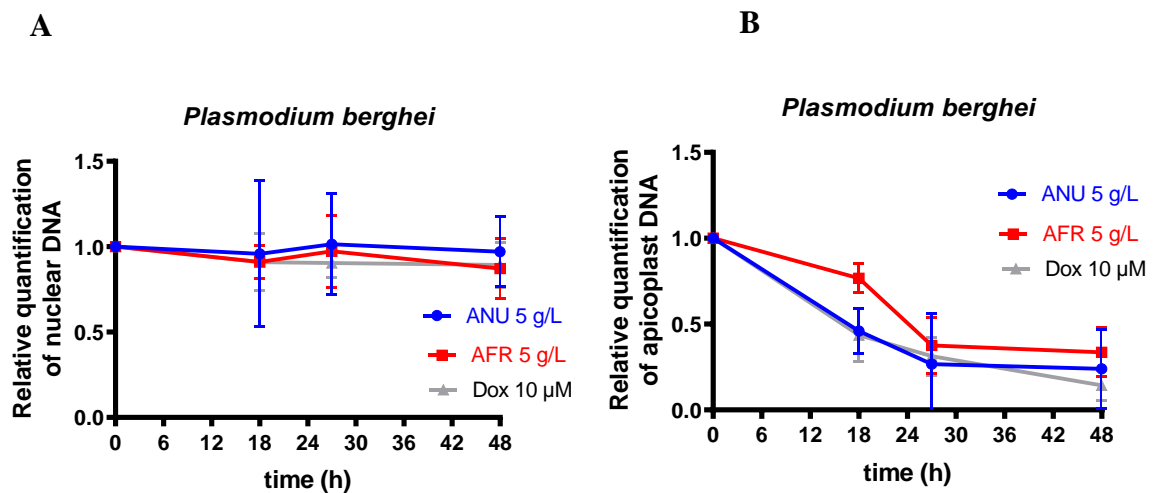 A
Plasmodium berghei
Relative quantification
of nuclear DNA
1.5
1.0
0.5
0.0
0 6 12 18 24 30 36 42 48
time (h)
ANU 5 g/L
AFR 5 g/L
Dox 10 µM
B
Plasmodium berghei
Relative quantification
of apicoplast DNA
1.5
1.0
0.5
0.0
0 6 12 18 24 30 36 42 48
time (h)
ANU 5 g/L
AFR 5 g/L
Dox 10 µM